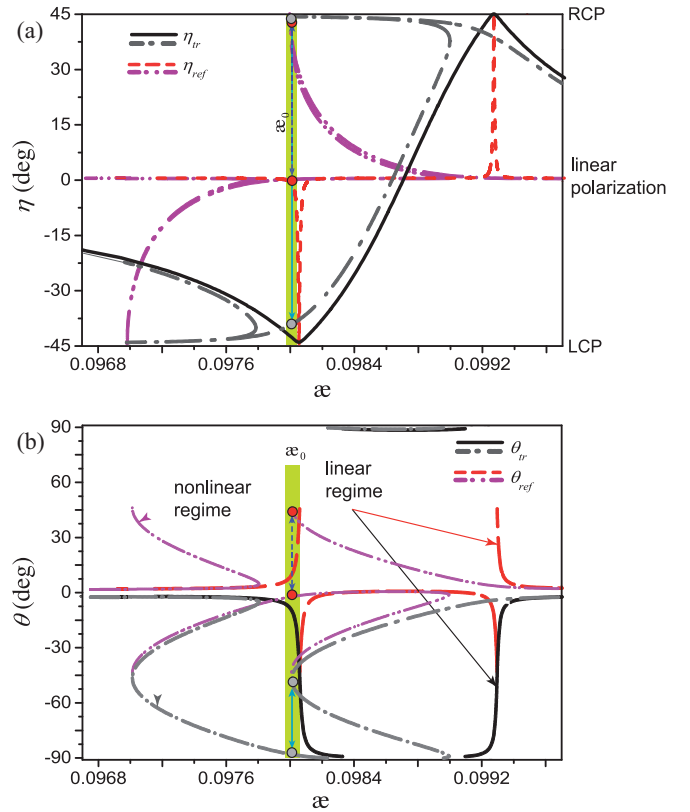 (a)
45
30
15
0
-15
-30
-45
η (deg)
η_tr
η_ref
æ₀
RCP
linear
polarization
LCP
0.0968
0.0976
0.0984
0.0992
æ
(b)
90
60
30
0
-30
-60
-90
θ (deg)
æ₀
nonlinear
regime
linear
regime
θ_tr
θ_ref
0.0968
0.0976
0.0984
0.0992
æ